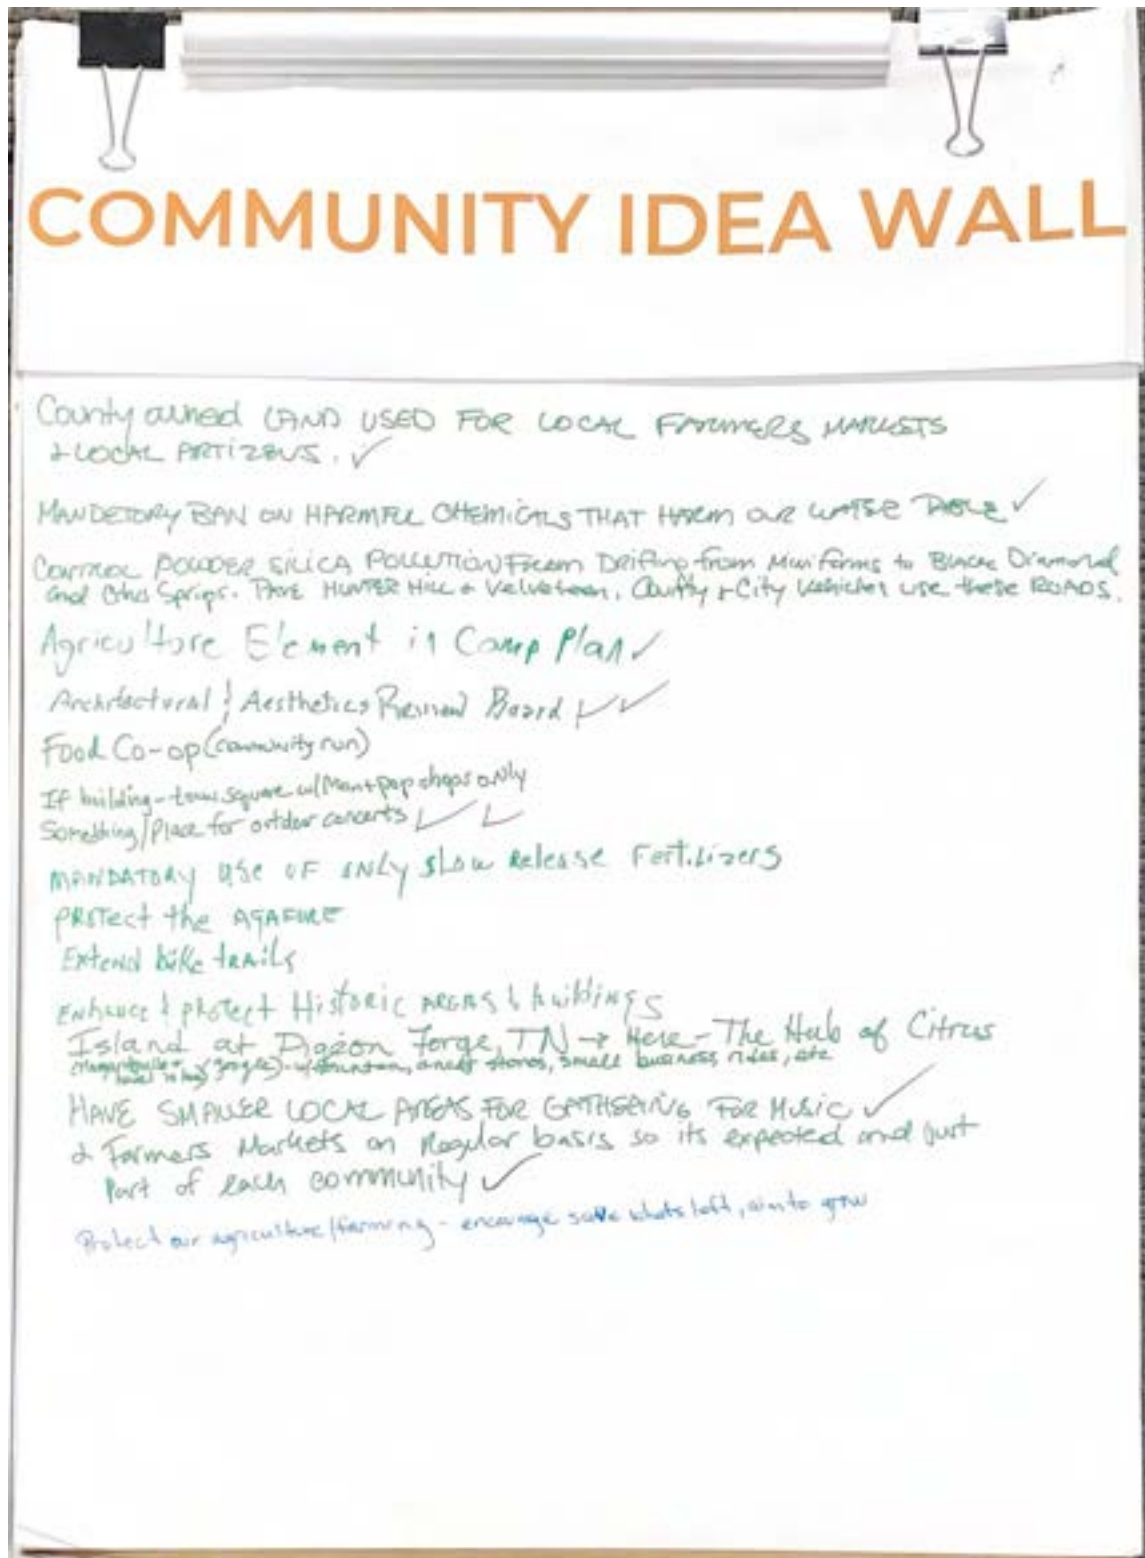 COMMUNITY IDEA WALL
County owned LAND USED FOR LOCAL FARMERS MARKETS
& LOCAL ARTIZENS. ✓
MANDETORY BAN ON HARMFUL CHEMICALS THAT HARM OUR WATER TABLE ✓
CONTROL POWDER SILICA POLLUTION From Drifting from Mini farms to Black Diamond
and Other Springs. PAVE HUNTER HILL & Velveteen, County & City Vehicles use these ROADS.
Agriculture Element in Comp Plan ✓
Architectural & Aesthetics Review Board ✓ ✓
Food Co-op (community run)
If building - town square w/ Mom+pop shops only
Something/Place for outdoor concerts ✓ ✓
MANDATORY USE OF ONLY slow Release Fertilizers
PROTECT the AQAFURE
Extend bike trails
ENHANCE & protect Historic AREAS & buildings
Island at Pigeon Forge, TN → Here - The Hub of Citrus
w/ fountain, small business, rides, etc
HAVE SMALLER LOCAL AREAS FOR GATHERING FOR MUSIC ✓
& Farmers Markets on Regular basis so its expected and just
Part of each community ✓
Protect our agriculture/farming - encourage save whats left, aim to grow